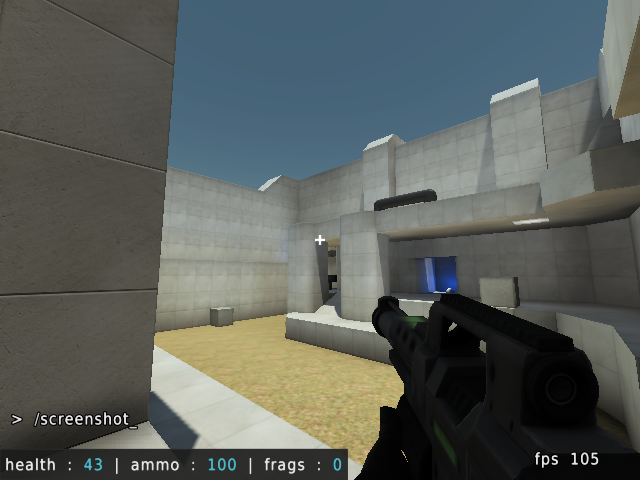 > /screenshot_
health : 43 | ammo : 100 | frags : 0
fps 105